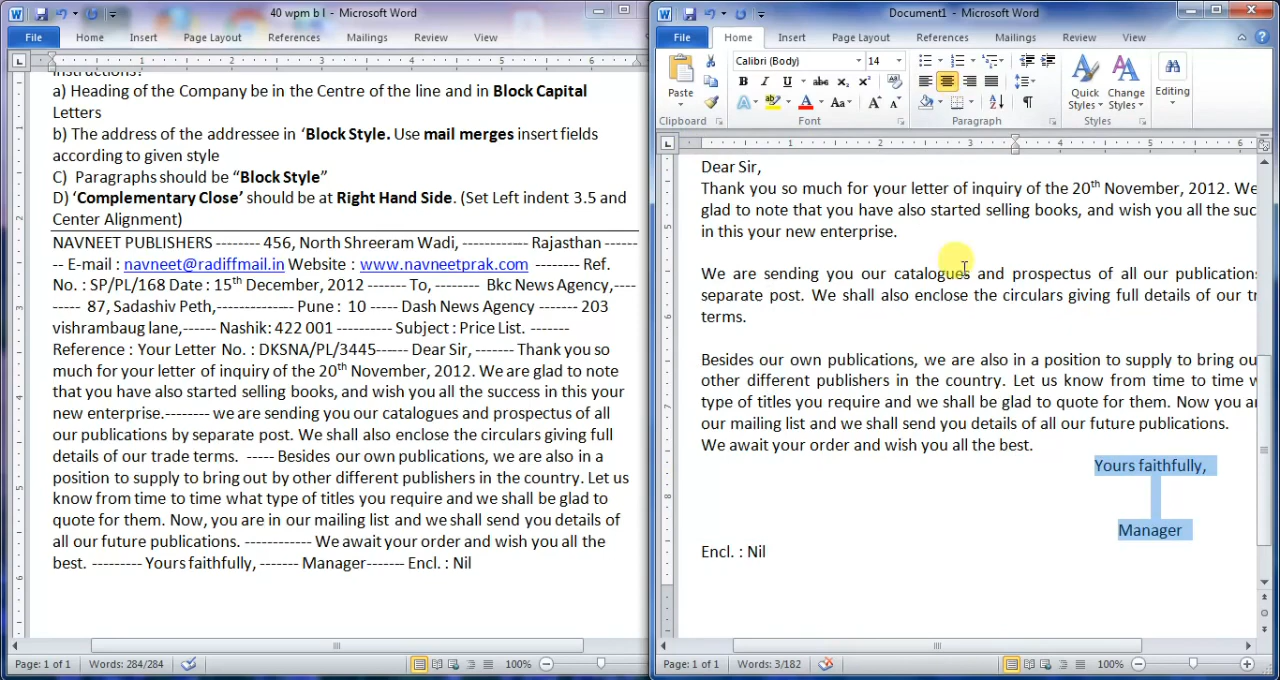 40 wpm b l - Microsoft Word
File Home Insert Page Layout References Mailings Review View
1 2 3 4 5 6
a) Heading of the Company be in the Centre of the line and in Block Capital
Letters
b) The address of the addressee in ‘Block Style. Use mail merges insert fields
according to given style
C) Paragraphs should be “Block Style”
D) ‘Complementary Close’ should be at Right Hand Side. (Set Left indent 3.5 and
Center Alignment)
NAVNEET PUBLISHERS -------- 456, North Shreeram Wadi, ------------ Rajasthan ------
-- E-mail : navneet@radiffmail.in Website : www.navneetprak.com -------- Ref.
No. : SP/PL/168 Date : 15th December, 2012 ------- To, -------- Bkc News Agency,----
------- 87, Sadashiv Peth,------------ Pune : 10 ----- Dash News Agency ------- 203
vishrambaug lane,------ Nashik: 422 001 ---------- Subject : Price List. -------
Reference : Your Letter No. : DKSNA/PL/3445------ Dear Sir, ------- Thank you so
much for your letter of inquiry of the 20th November, 2012. We are glad to note
that you have also started selling books, and wish you all the success in this your
new enterprise.-------- we are sending you our catalogues and prospectus of all
our publications by separate post. We shall also enclose the circulars giving full
details of our trade terms. ----- Besides our own publications, we are also in a
position to supply to bring out by other different publishers in the country. Let us
know from time to time what type of titles you require and we shall be glad to
quote for them. Now, you are in our mailing list and we shall send you details of
all our future publications. ------------ We await your order and wish you all the
best. --------- Yours faithfully, ------- Manager------- Encl. : Nil
Page: 1 of 1 Words: 284/284 100%
Document1 - Microsoft Word
File Home Insert Page Layout References Mailings Review View
Paste
Clipboard
Calibri (Body) 14
B I U abc x2 x2
A A Aa A A
Font
Paragraph
Quick Styles
Change Styles
Styles
Editing
3 4 5 6
Dear Sir,
Thank you so much for your letter of inquiry of the 20th November, 2012. We
glad to note that you have also started selling books, and wish you all the suc
in this your new enterprise.
We are sending you our catalogues and prospectus of all our publication
separate post. We shall also enclose the circulars giving full details of our tr
terms.
Besides our own publications, we are also in a position to supply to bring ou
other different publishers in the country. Let us know from time to time w
type of titles you require and we shall be glad to quote for them. Now you a
our mailing list and we shall send you details of all our future publications.
We await your order and wish you all the best.
Yours faithfully,
Manager
Encl. : Nil
Page: 1 of 1 Words: 3/182 100%